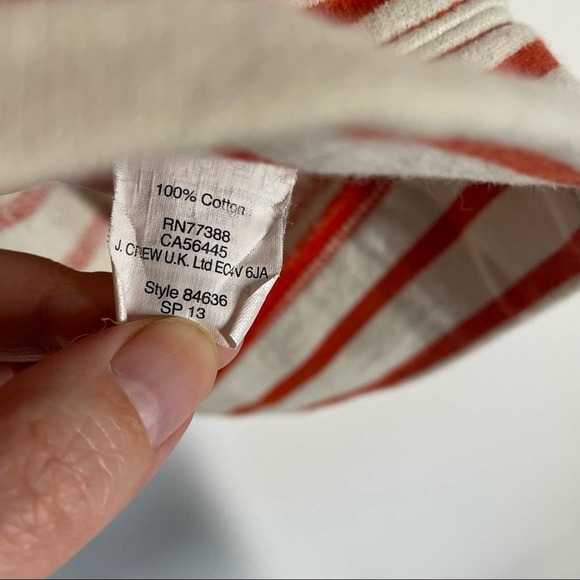 100% Cotton
RN77388
CA56445
J. CREW U.K. Ltd EC4V 6JA
Style 84636
SP 13